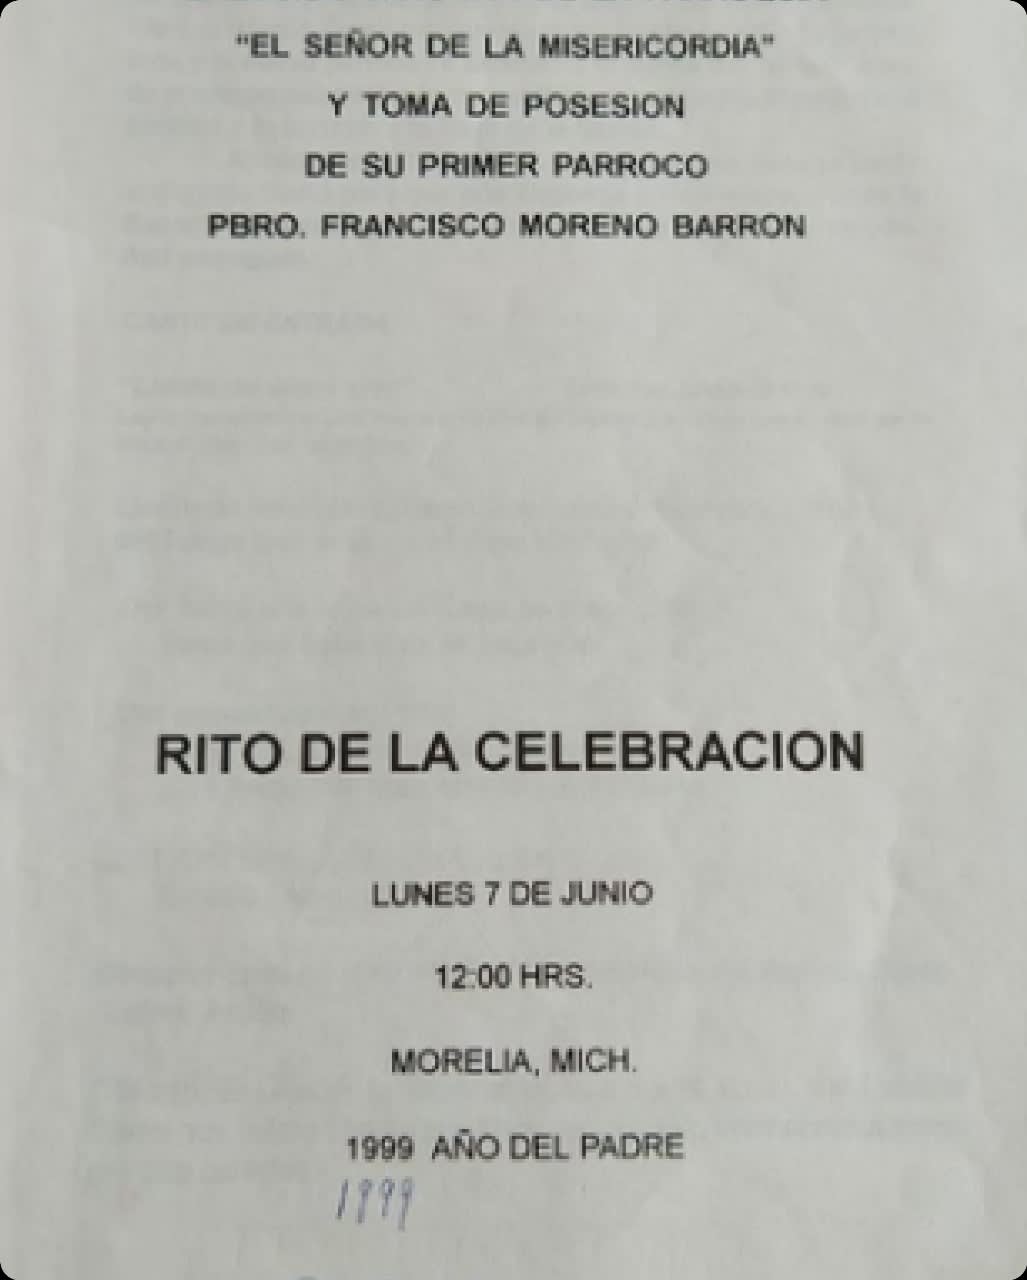 "EL SEÑOR DE LA MISERICORDIA"
Y TOMA DE POSESION
DE SU PRIMER PARROCO
PBRO. FRANCISCO MORENO BARRON
RITO DE LA CELEBRACION
LUNES 7 DE JUNIO
12:00 HRS.
MORELIA, MICH.
1999 AÑO DEL PADRE
1999